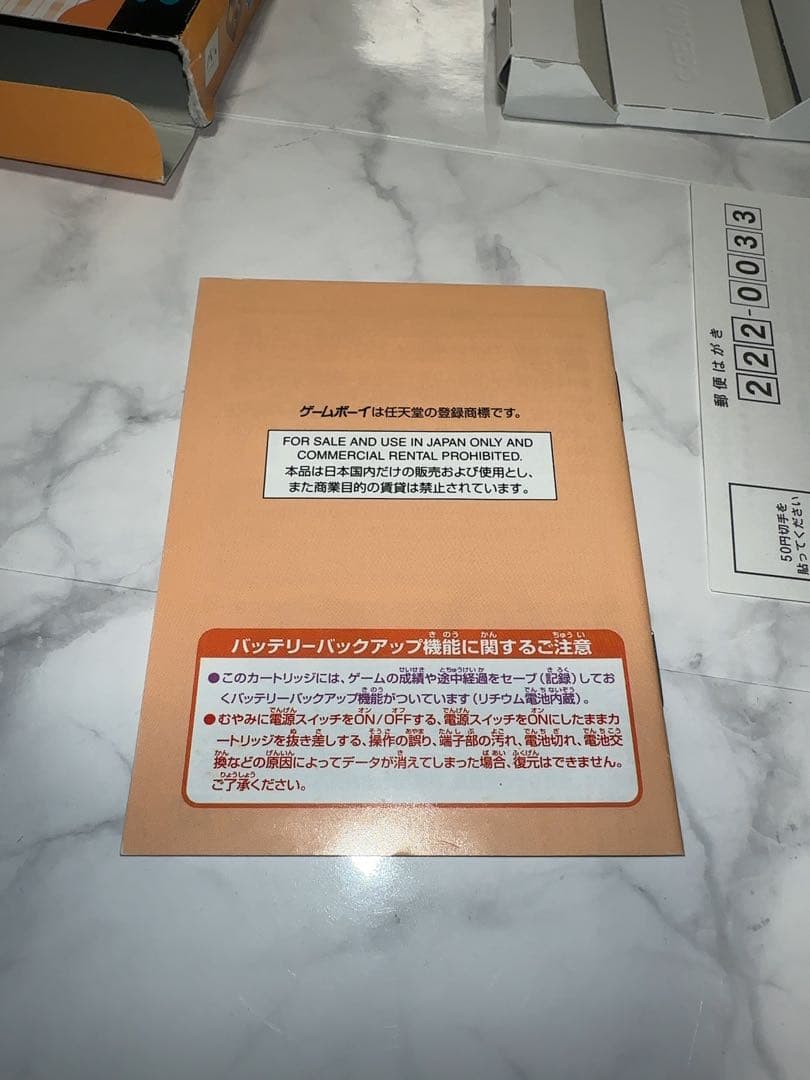 ゲームボーイは任天堂の登録商標です。
FOR SALE AND USE IN JAPAN ONLY AND
COMMERCIAL RENTAL PROHIBITED.
本品は日本国内だけの販売および使用とし、
また商業目的の賃貸は禁止されています。
バッテリーバックアップ機能に関するご注意
●このカートリッジには、ゲームの成績や途中経過をセーブ(記録)してお
くバッテリーバックアップ機能がついています(リチウム電池内蔵)。
●むやみに電源スイッチをON/OFFする、電源スイッチをONにしたままカ
ートリッジを抜き差しする、操作の誤り、端子部の汚れ、電池切れ、電池交
換などの原因によってデータが消えてしまった場合、復元はできません。
ご了承ください。
郵便はがき
222-0033
50円切手を
貼ってください